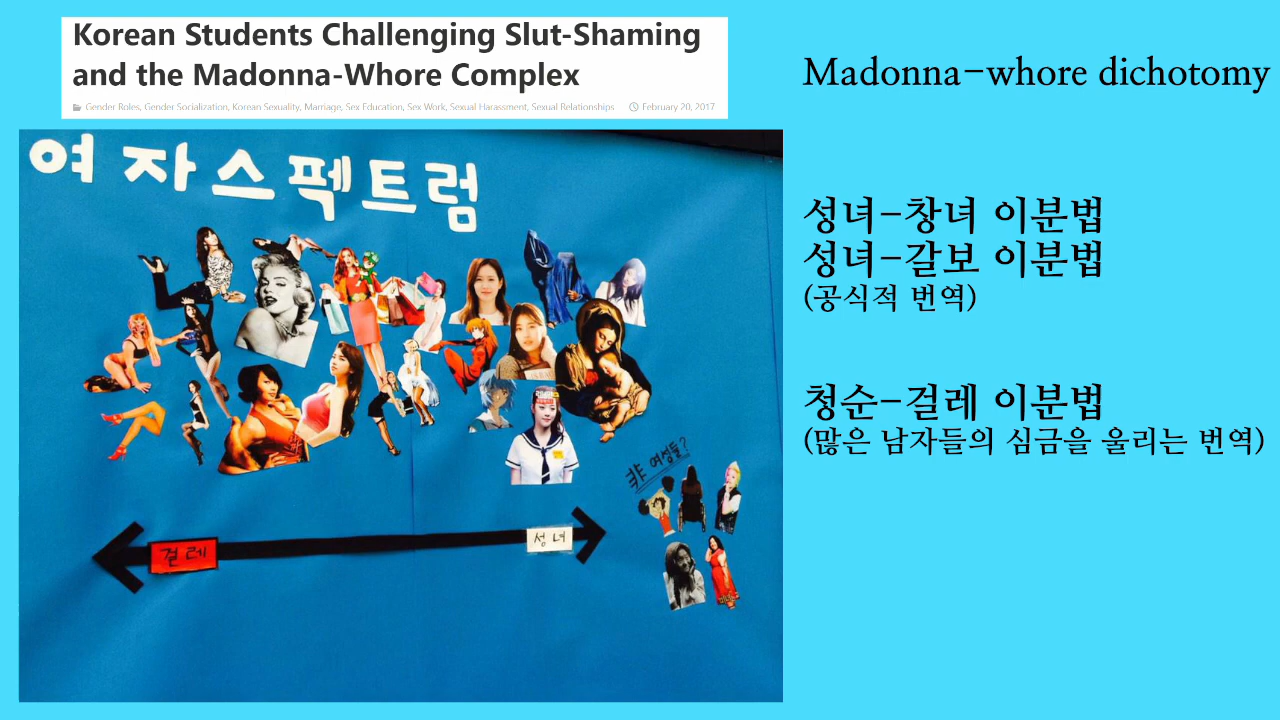 Korean Students Challenging Slut-Shaming
and the Madonna-Whore Complex
Gender Roles, Gender Socialization, Korean Sexuality, Marriage, Sex Education, Sex Work, Sexual Harassment, Sexual Relationships February 20, 2017
Madonna-whore dichotomy
여자스펙트럼
성녀-창녀 이분법
성녀-갈보 이분법
(공식적 번역)
청순-걸레 이분법
(많은 남자들의 심금을 울리는 번역)
非 여성들?
걸레
성녀